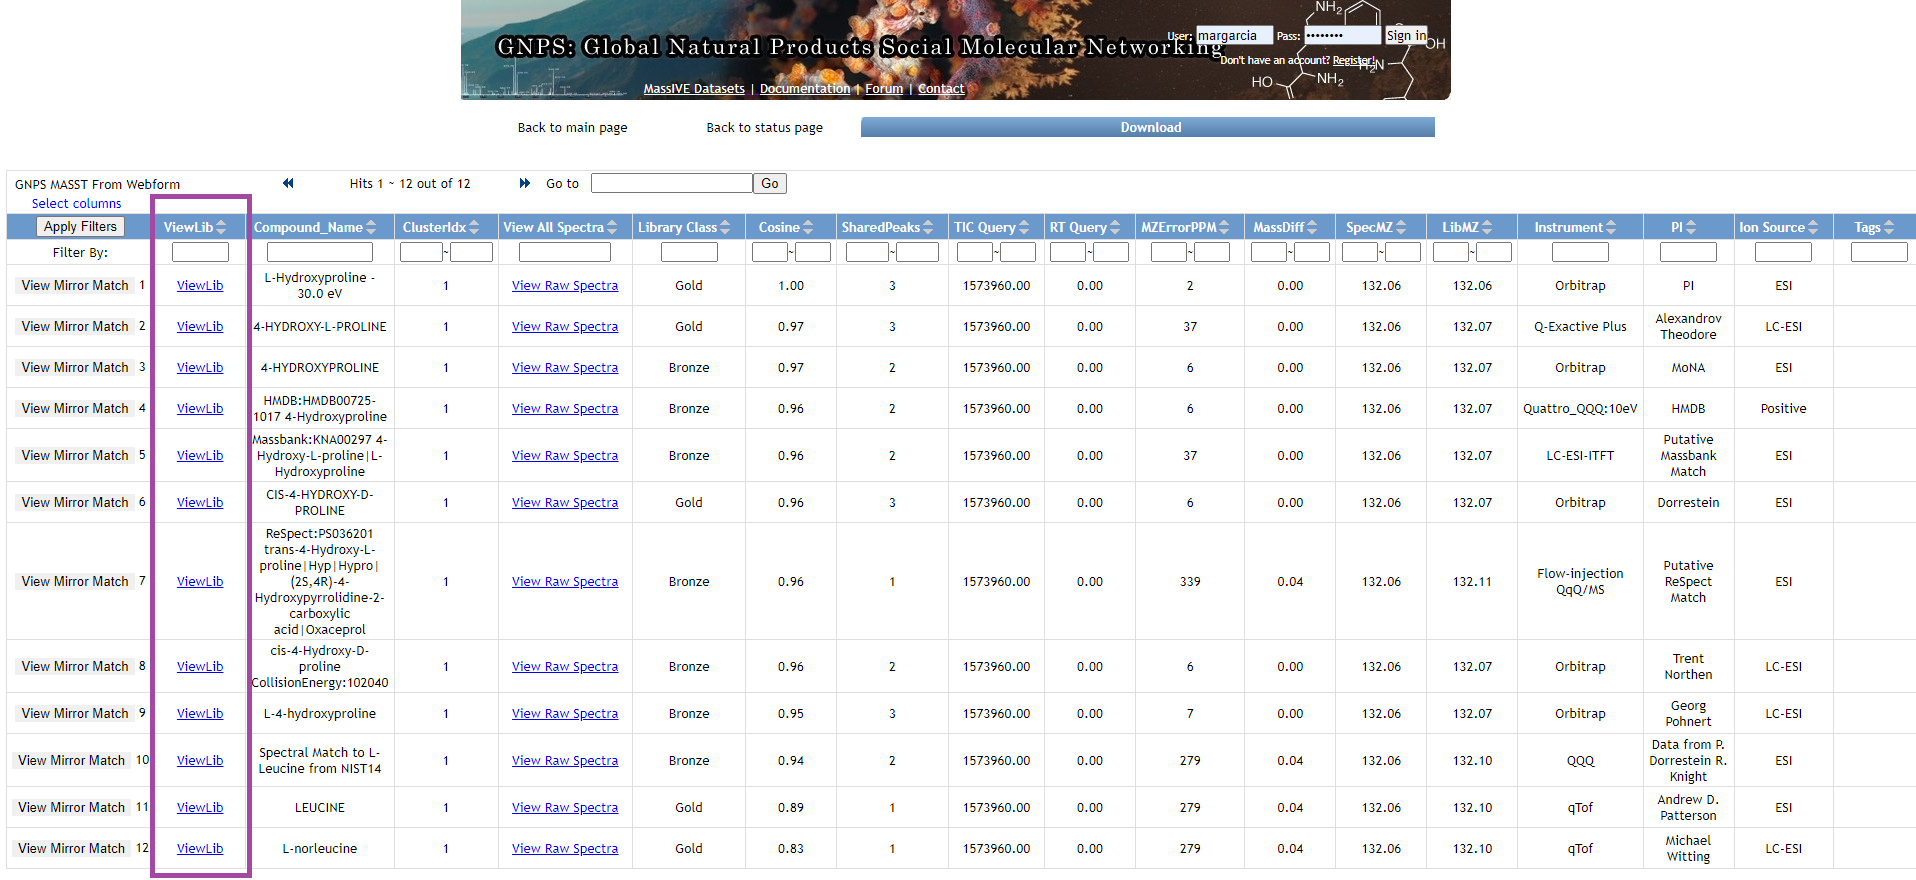 GNPS: Global Natural Products Social Molecular Networking
User: margarcia Pass: •••••••• Sign in
Don't have an account? Register!
MassIVE Datasets | Documentation | Forum | Contact
NH₂
OH
H₂N
HO
NH₂
Back to main page Back to status page Download
GNPS MASST From Webform Hits 1 ~ 12 out of 12 Go to Go
Select columns
Apply Filters ViewLib Compound_Name ClusterIdx View All Spectra Library Class Cosine SharedPeaks TIC Query RT Query MZErrorPPM MassDiff SpecMZ LibMZ Instrument PI Ion Source Tags
Filter By: ~ ~ ~ ~ ~ ~ ~ ~ ~
View Mirror Match 1 ViewLib L-Hydroxyproline - 30.0 eV 1 View Raw Spectra Gold 1.00 3 1573960.00 0.00 2 0.00 132.06 132.06 Orbitrap PI ESI
View Mirror Match 2 ViewLib 4-HYDROXY-L-PROLINE 1 View Raw Spectra Gold 0.97 3 1573960.00 0.00 37 0.00 132.06 132.07 Q-Exactive Plus Alexandrov Theodore LC-ESI
View Mirror Match 3 ViewLib 4-HYDROXYPROLINE 1 View Raw Spectra Bronze 0.97 2 1573960.00 0.00 6 0.00 132.06 132.07 Orbitrap MoNA ESI
View Mirror Match 4 ViewLib HMDB:HMDB00725-1017 4-Hydroxyproline 1 View Raw Spectra Bronze 0.96 2 1573960.00 0.00 6 0.00 132.06 132.07 Quattro_QQQ:10eV HMDB Positive
View Mirror Match 5 ViewLib Massbank:KNA00297 4-Hydroxy-L-proline|L-Hydroxyproline 1 View Raw Spectra Bronze 0.96 2 1573960.00 0.00 37 0.00 132.06 132.07 LC-ESI-ITFT Putative Massbank Match ESI
View Mirror Match 6 ViewLib CIS-4-HYDROXY-D-PROLINE 1 View Raw Spectra Gold 0.96 3 1573960.00 0.00 6 0.00 132.06 132.07 Orbitrap Dorrestein ESI
View Mirror Match 7 ViewLib ReSpect:PS036201 trans-4-Hydroxy-L-proline|Hyp|Hypro|(2S,4R)-4-Hydroxypyrrolidine-2-carboxylic acid|Oxaceprol 1 View Raw Spectra Bronze 0.96 1 1573960.00 0.00 339 0.04 132.06 132.11 Flow-injection QqQ/MS Putative ReSpect Match ESI
View Mirror Match 8 ViewLib cis-4-Hydroxy-D-proline CollisionEnergy:102040 1 View Raw Spectra Bronze 0.96 2 1573960.00 0.00 6 0.00 132.06 132.07 Orbitrap Trent Northen LC-ESI
View Mirror Match 9 ViewLib L-4-hydroxyproline 1 View Raw Spectra Bronze 0.95 3 1573960.00 0.00 7 0.00 132.06 132.07 Orbitrap Georg Pohnert LC-ESI
View Mirror Match 10 ViewLib Spectral Match to L-Leucine from NIST14 1 View Raw Spectra Bronze 0.94 2 1573960.00 0.00 279 0.04 132.06 132.10 QQQ Data from P. Dorrestein R. Knight ESI
View Mirror Match 11 ViewLib LEUCINE 1 View Raw Spectra Gold 0.89 1 1573960.00 0.00 279 0.04 132.06 132.10 qTof Andrew D. Patterson ESI
View Mirror Match 12 ViewLib L-norleucine 1 View Raw Spectra Gold 0.83 1 1573960.00 0.00 279 0.04 132.06 132.10 qTof Michael Witting LC-ESI